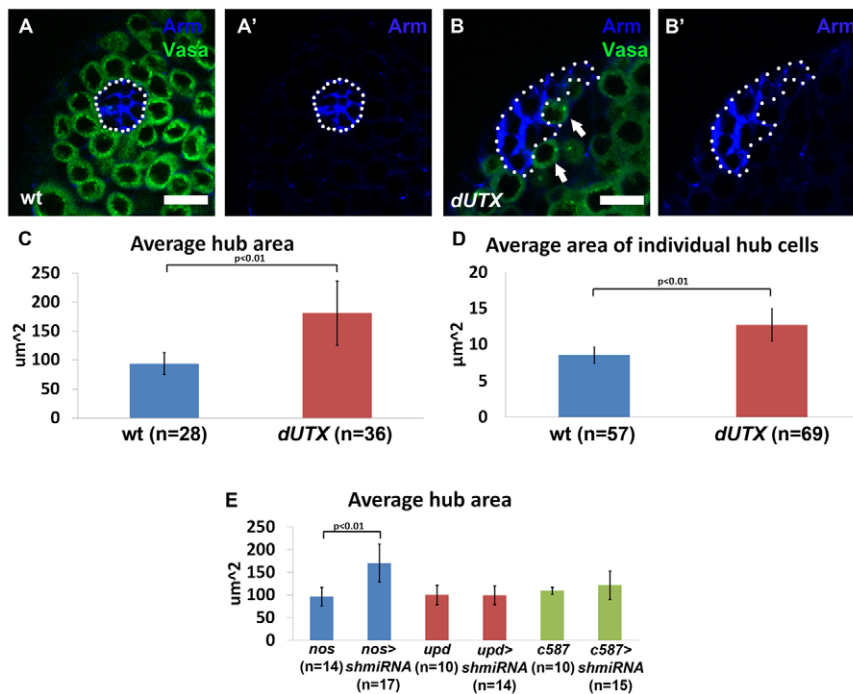 A Arm
Vasa
wt
A' Arm
B Arm
Vasa
dUTX
B' Arm
C Average hub area
p<0.01
um^2
250
200
150
100
50
0
wt (n=28) dUTX (n=36)
D Average area of individual hub cells
p<0.01
µm^2
20
15
10
5
0
wt (n=57) dUTX (n=69)
E Average hub area
p<0.01
um^2
250
200
150
100
50
0
nos nos> upd upd> c587 c587>
(n=14) shmiRNA (n=10) shmiRNA (n=10) shmiRNA
(n=17) (n=14) (n=15)